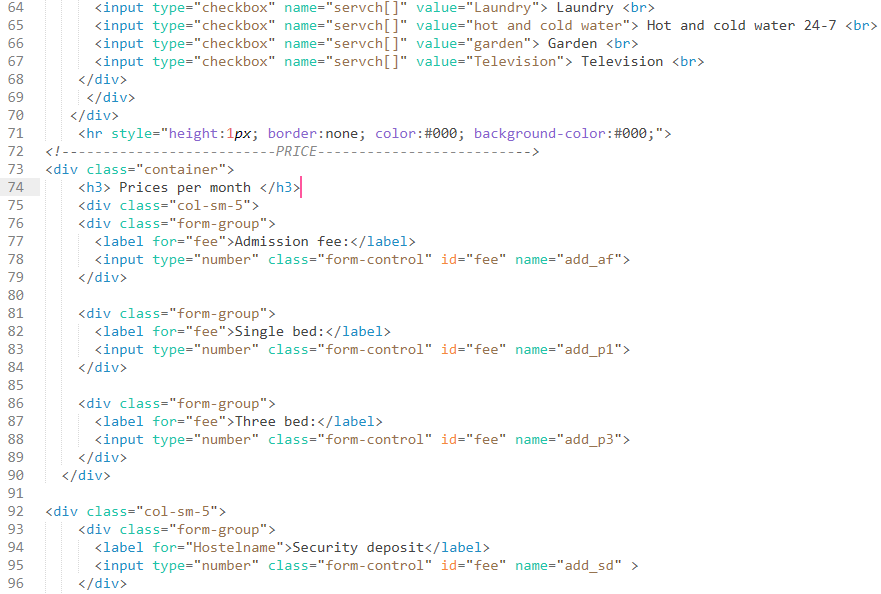 64 <input type="checkbox" name="servch[]" value="Laundry"> Laundry <br>
65 <input type="checkbox" name="servch[]" value="hot and cold water"> Hot and cold water 24-7 <br>
66 <input type="checkbox" name="servch[]" value="garden"> Garden <br>
67 <input type="checkbox" name="servch[]" value="Television"> Television <br>
68 </div>
69 </div>
70 </div>
71 <hr style="height:1px; border:none; color:#000; background-color:#000;">
72 <!--------------------------PRICE-------------------------->
73 <div class="container">
74 <h3> Prices per month </h3>
75 <div class="col-sm-5">
76 <div class="form-group">
77 <label for="fee">Admission fee:</label>
78 <input type="number" class="form-control" id="fee" name="add_af">
79 </div>
80
81 <div class="form-group">
82 <label for="fee">Single bed:</label>
83 <input type="number" class="form-control" id="fee" name="add_p1">
84 </div>
85
86 <div class="form-group">
87 <label for="fee">Three bed:</label>
88 <input type="number" class="form-control" id="fee" name="add_p3">
89 </div>
90 </div>
91
92 <div class="col-sm-5">
93 <div class="form-group">
94 <label for="Hostelname">Security deposit</label>
95 <input type="number" class="form-control" id="fee" name="add_sd" >
96 </div>